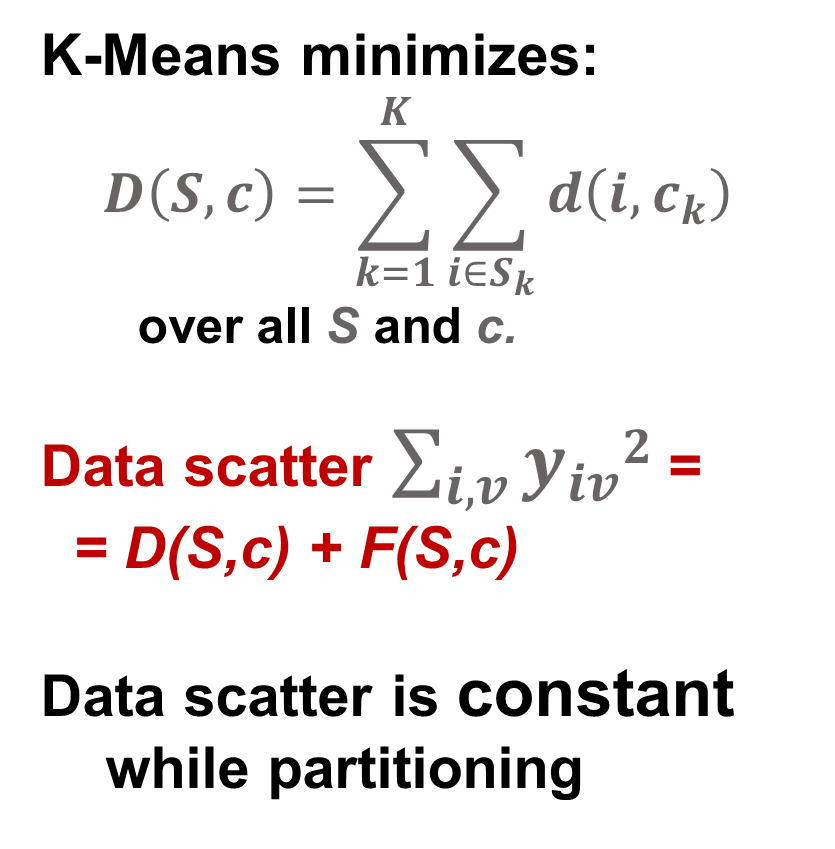 K-Means minimizes:
D(S, c) = ∑_{k=1}^{K} ∑_{i∈S_k} d(i, c_k)
over all S and c.
Data scatter ∑_{i,v} y_{iv}^2 =
= D(S,c) + F(S,c)
Data scatter is constant
while partitioning